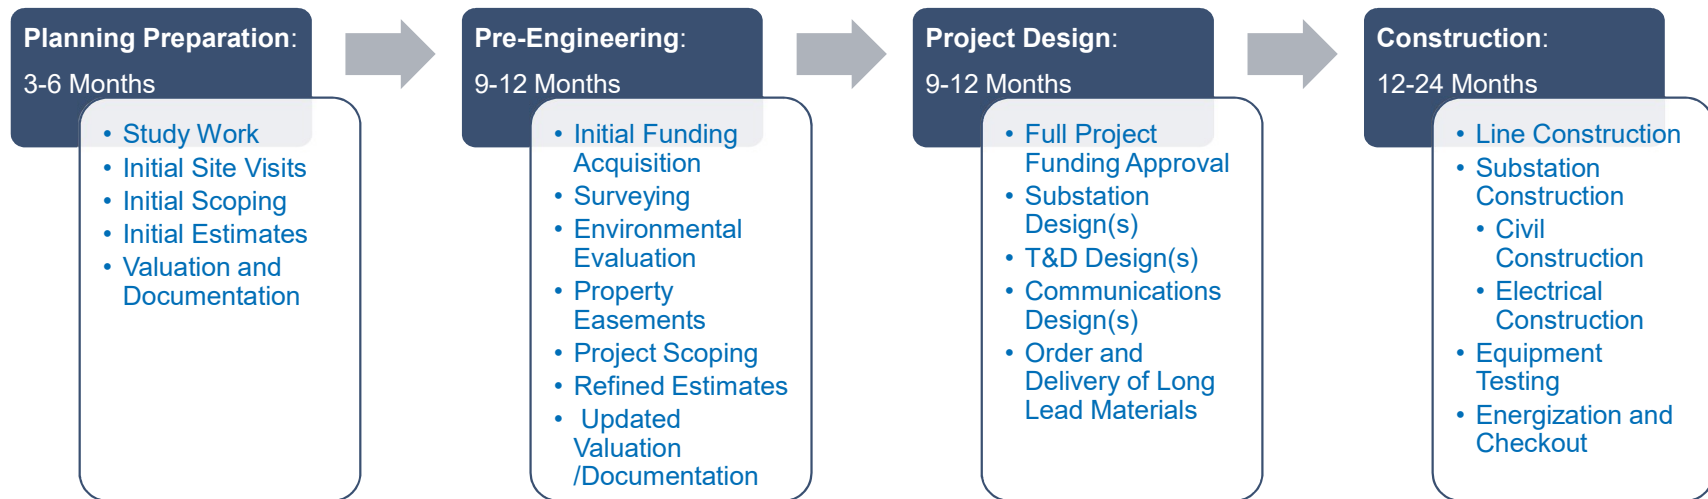 Planning Preparation:
3-6 Months
• Study Work
• Initial Site Visits
• Initial Scoping
• Initial Estimates
• Valuation and
Documentation
Pre-Engineering:
9-12 Months
• Initial Funding
Acquisition
• Surveying
• Environmental
Evaluation
• Property
Easements
• Project Scoping
• Refined Estimates
• Updated
Valuation
/Documentation
Project Design:
9-12 Months
• Full Project
Funding Approval
• Substation
Design(s)
• T&D Design(s)
• Communications
Design(s)
• Order and
Delivery of Long
Lead Materials
Construction:
12-24 Months
• Line Construction
• Substation
Construction
• Civil
Construction
• Electrical
Construction
• Equipment
Testing
• Energization and
Checkout